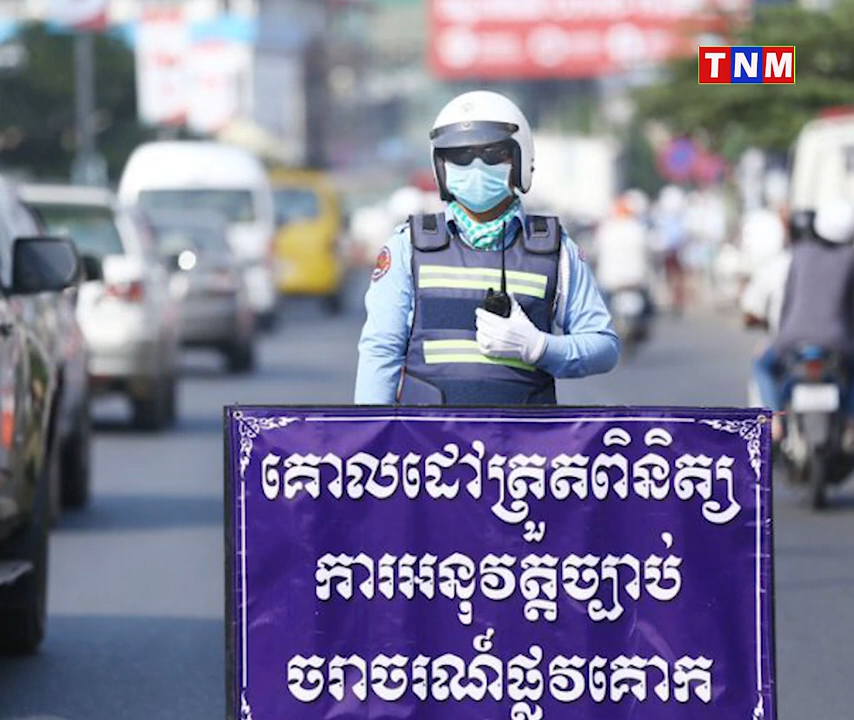 TNM
គោលដៅត្រួតពិនិត្យ
ការអនុវត្តច្បាប់
ចរាចរណ៍ផ្លូវគោក